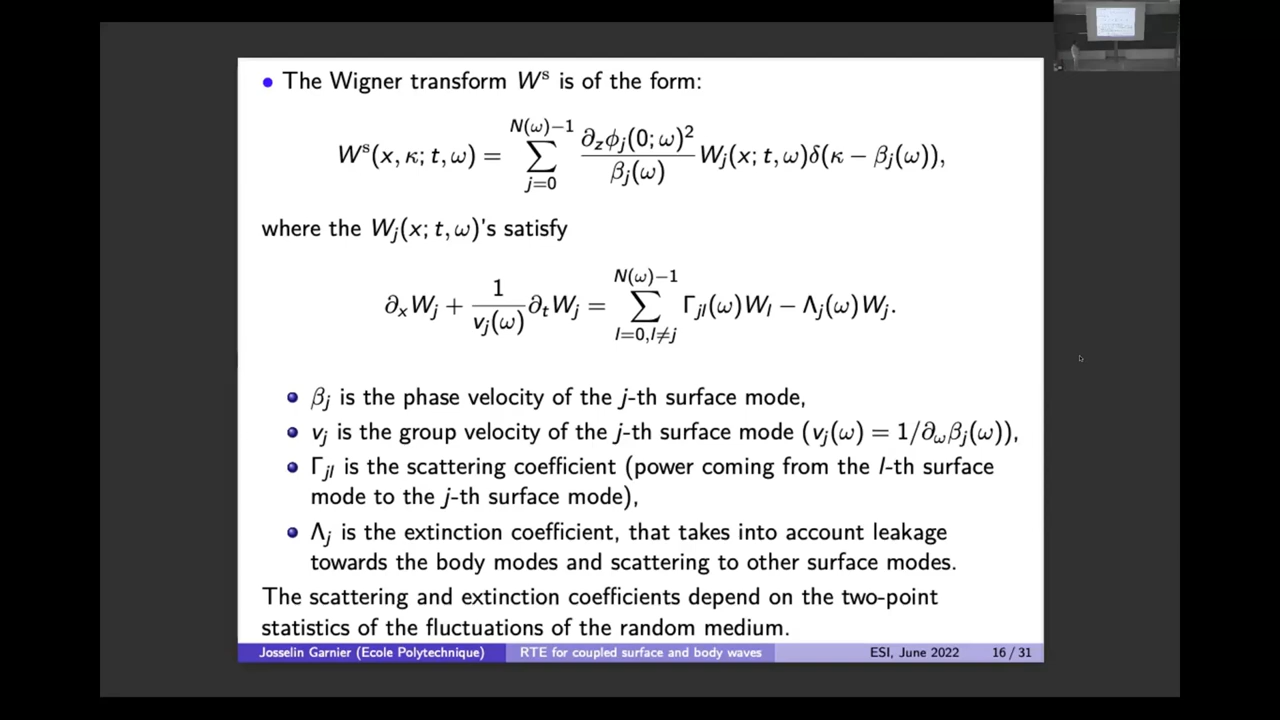 • The Wigner transform Wˢ is of the form:
Wˢ(x, κ; t, ω) = ∑_{j=0}^{N(ω)−1} ∂_zϕ_j(0; ω)² / β_j(ω) W_j(x; t, ω)δ(κ − β_j(ω)),
where the W_j(x; t, ω)'s satisfy
∂_xW_j + 1/v_j(ω) ∂_tW_j = ∑_{l=0,l≠j}^{N(ω)−1} Γ_{jl}(ω)W_l − Λ_j(ω)W_j.
• β_j is the phase velocity of the j-th surface mode,
• v_j is the group velocity of the j-th surface mode (v_j(ω) = 1/∂_ωβ_j(ω)),
• Γ_{jl} is the scattering coefficient (power coming from the l-th surface
mode to the j-th surface mode),
• Λ_j is the extinction coefficient, that takes into account leakage
towards the body modes and scattering to other surface modes.
The scattering and extinction coefficients depend on the two-point
statistics of the fluctuations of the random medium.
Josselin Garnier (Ecole Polytechnique) RTE for coupled surface and body waves ESI, June 2022 16 / 31